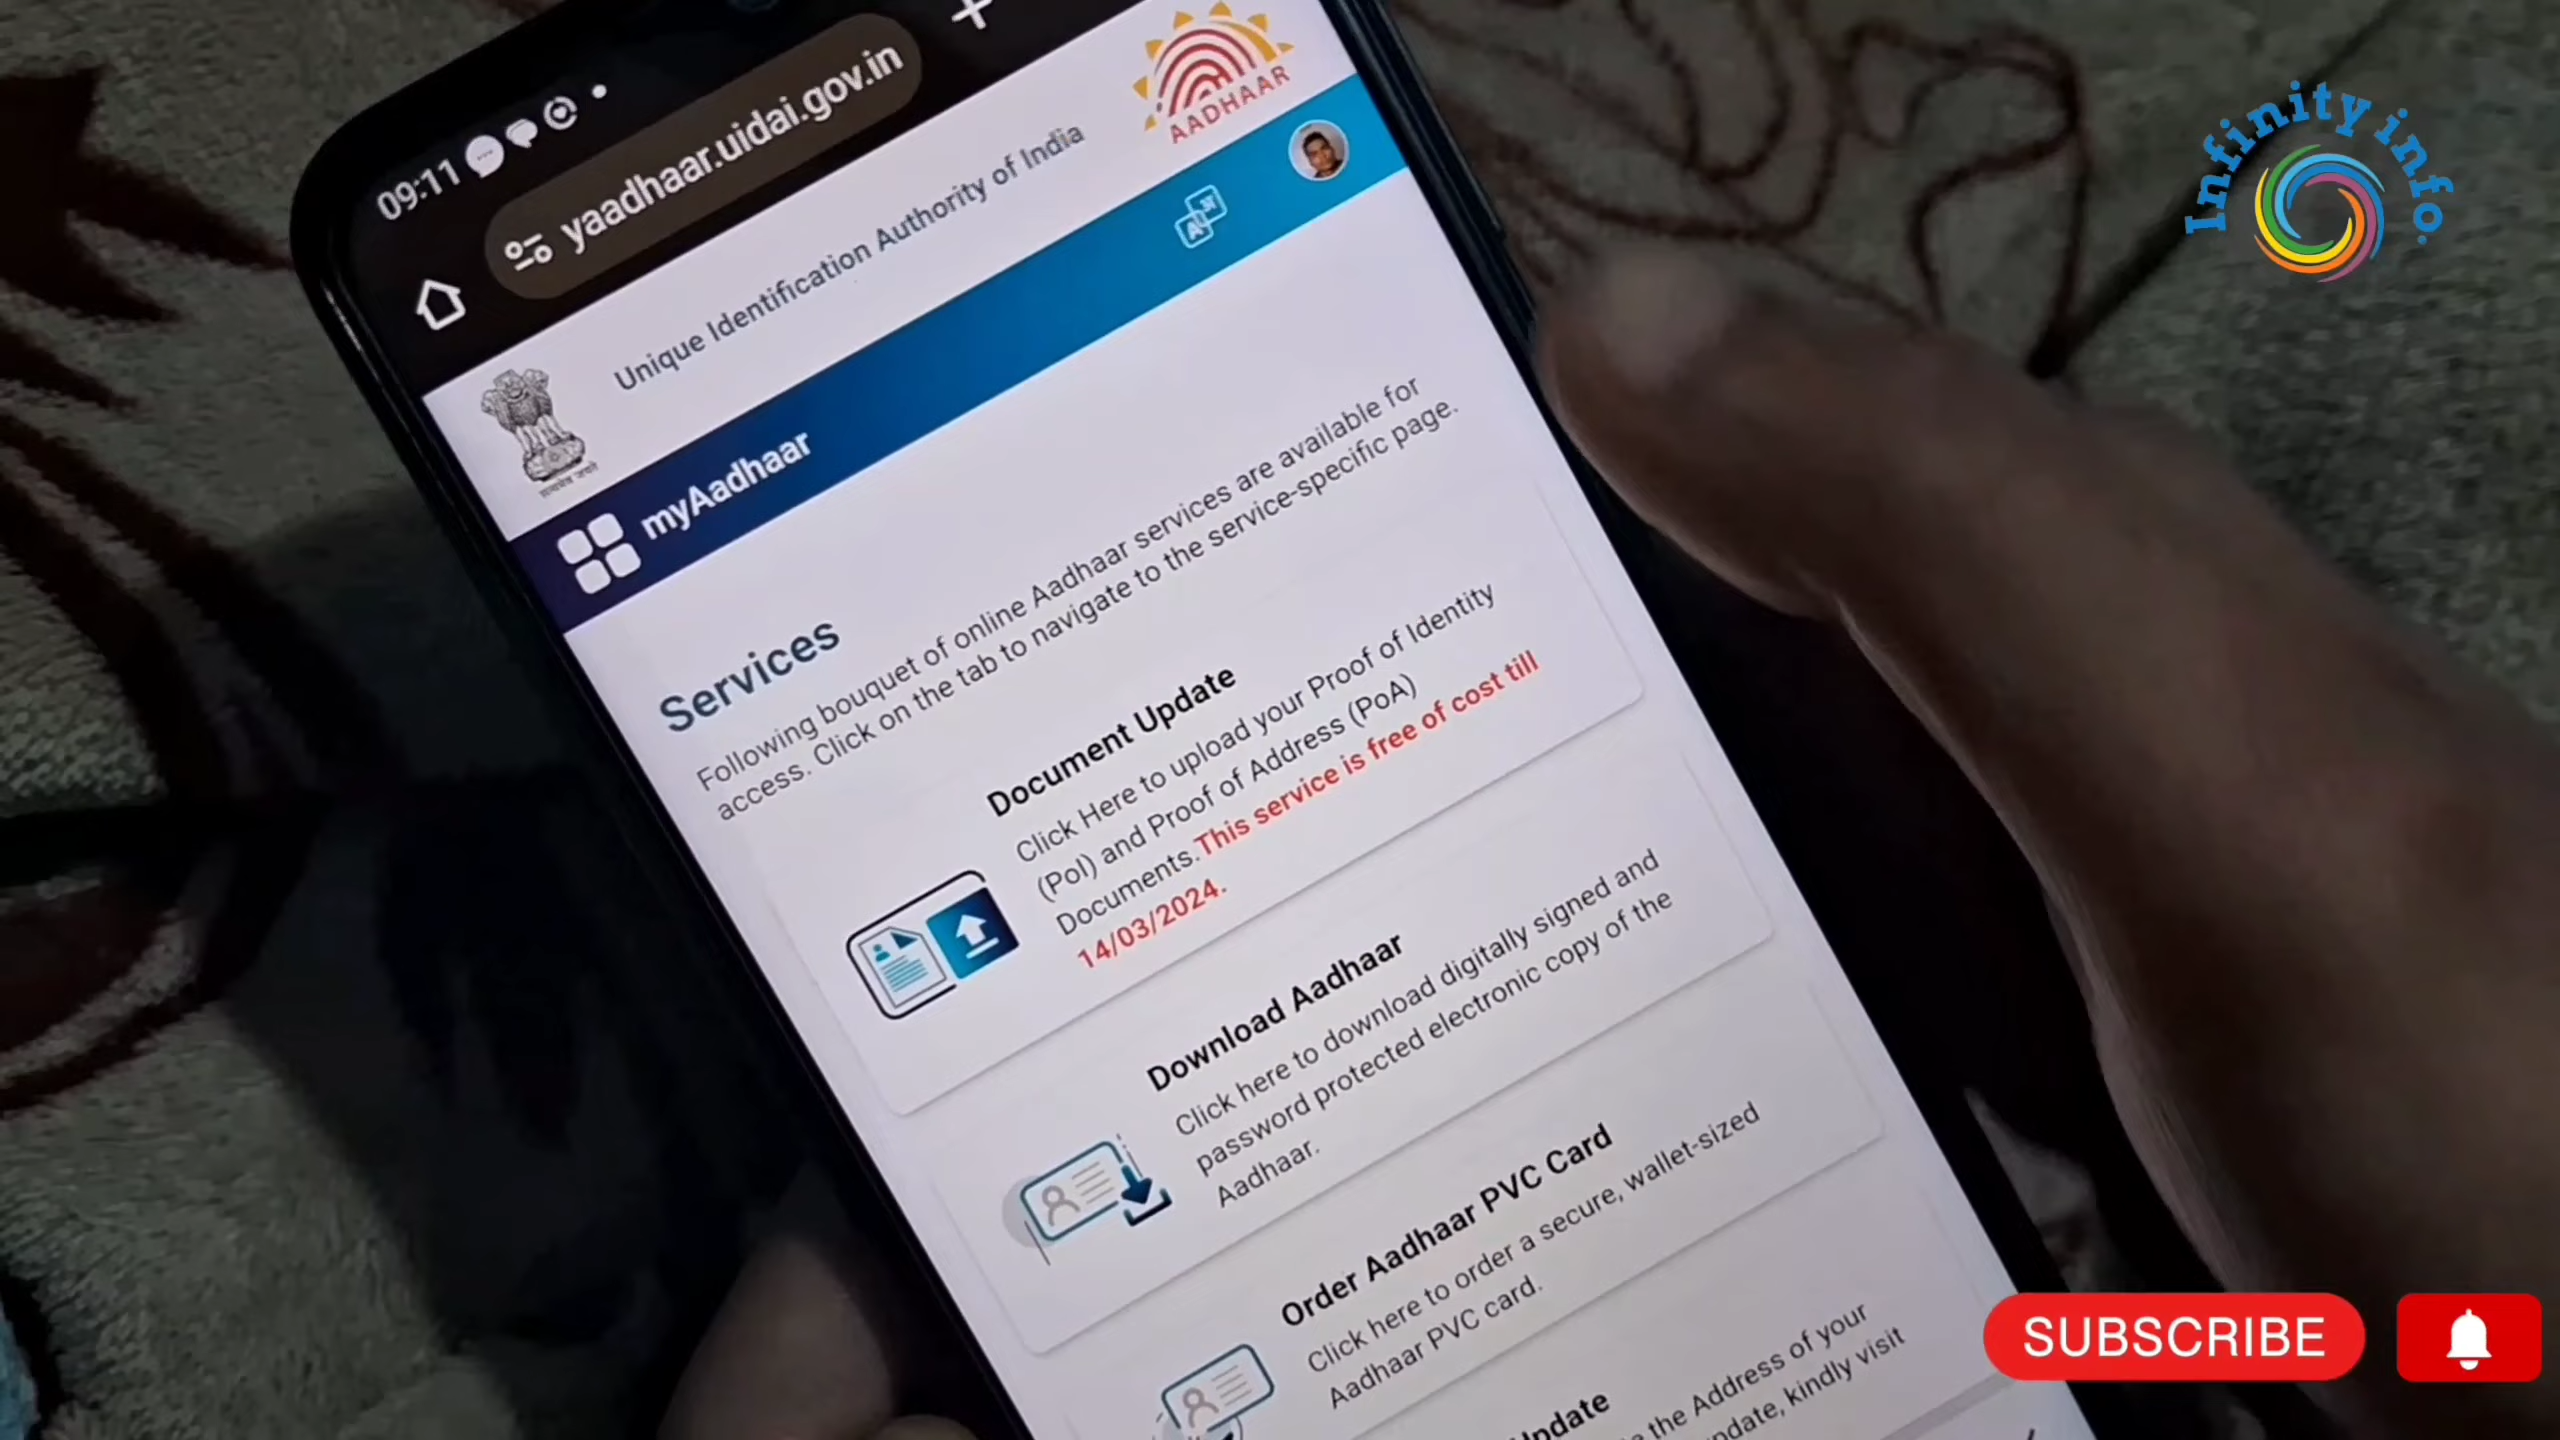 09:11
yaadhaar.uidai.gov.in
Unique Identification Authority of India
AADHAAR
सत्यमेव जयते
myAadhaar
Services
Following bouquet of online Aadhaar services are available for
access. Click on the tab to navigate to the service-specific page.
Document Update
Click Here to upload your Proof of Identity
(PoI) and Proof of Address (PoA)
Documents.This service is free of cost till
14/03/2024.
Download Aadhaar
Click here to download digitally signed and
password protected electronic copy of the
Aadhaar.
Order Aadhaar PVC Card
Click here to order a secure, wallet-sized
Aadhaar PVC card.
the Address of your
kindly visit
Infinity info.
SUBSCRIBE